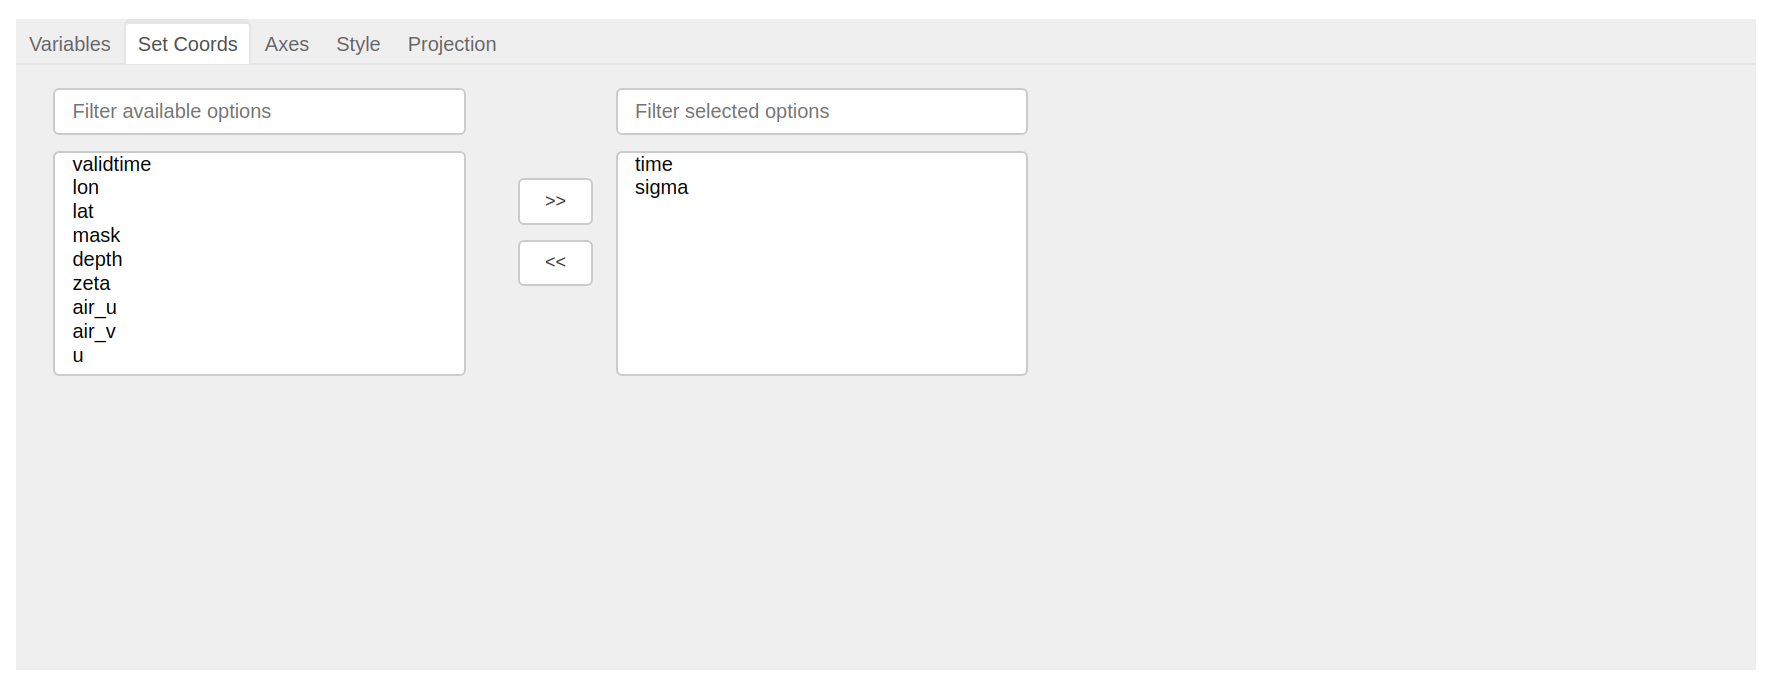 Variables Set Coords Axes Style Projection
Filter available options
validtime
lon
lat
mask
depth
zeta
air_u
air_v
u
>>
<<
Filter selected options
time
sigma